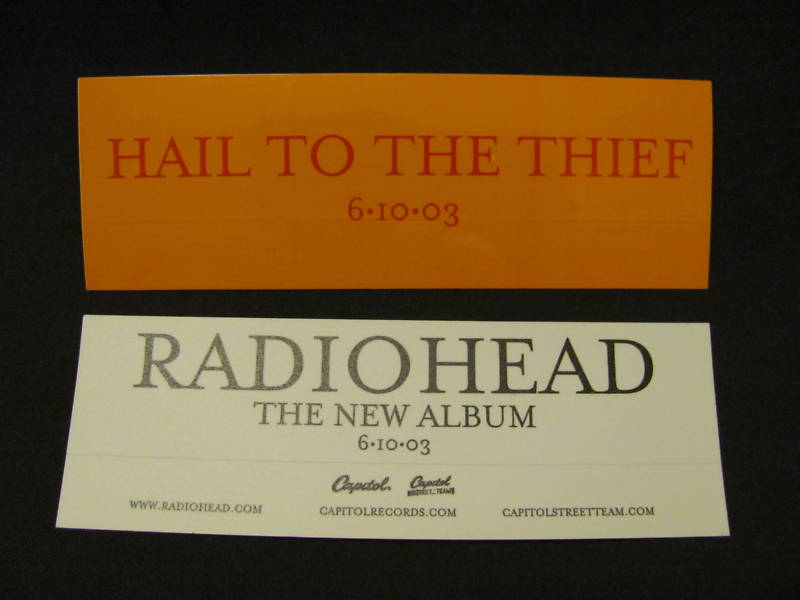 HAIL TO THE THIEF
6•10•03
RADIOHEAD
THE NEW ALBUM
6•10•03
Capitol. Capitol
STREET TEAM
WWW.RADIOHEAD.COM CAPITOLRECORDS.COM CAPITOLSTREETTEAM.COM